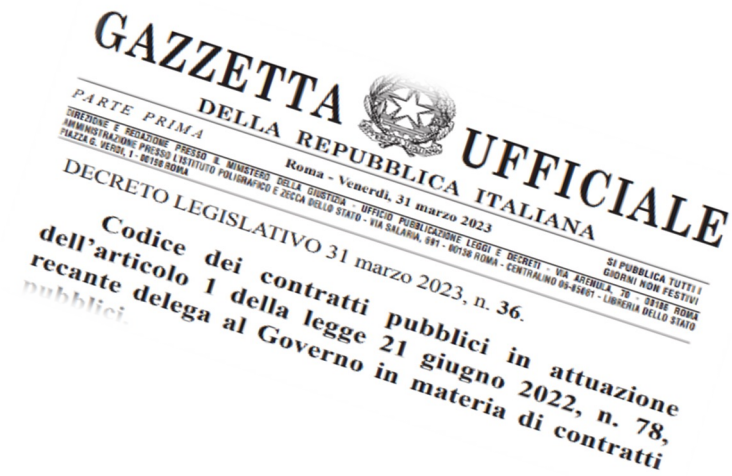 GAZZETTA UFFICIALE
DELLA REPUBBLICA ITALIANA
PARTE PRIMA
Roma - Venerdì, 31 marzo 2023
SI PUBBLICA TUTTI I
GIORNI NON FESTIVI
DIREZIONE E REDAZIONE PRESSO IL MINISTERO DELLA GIUSTIZIA - UFFICIO PUBBLICAZIONE LEGGI E DECRETI - VIA ARENULA, 70 - 00186 ROMA
AMMINISTRAZIONE PRESSO L'ISTITUTO POLIGRAFICO E ZECCA DELLO STATO - VIA SALARIA, 691 - 00138 ROMA - CENTRALINO 06-85081 - LIBRERIA DELLO STATO
PIAZZA G. VERDI, 1 - 00198 ROMA
DECRETO LEGISLATIVO 31 marzo 2023, n. 36.
Codice dei contratti pubblici in attuazione
dell'articolo 1 della legge 21 giugno 2022, n. 78,
recante delega al Governo in materia di contratti
pubblici.